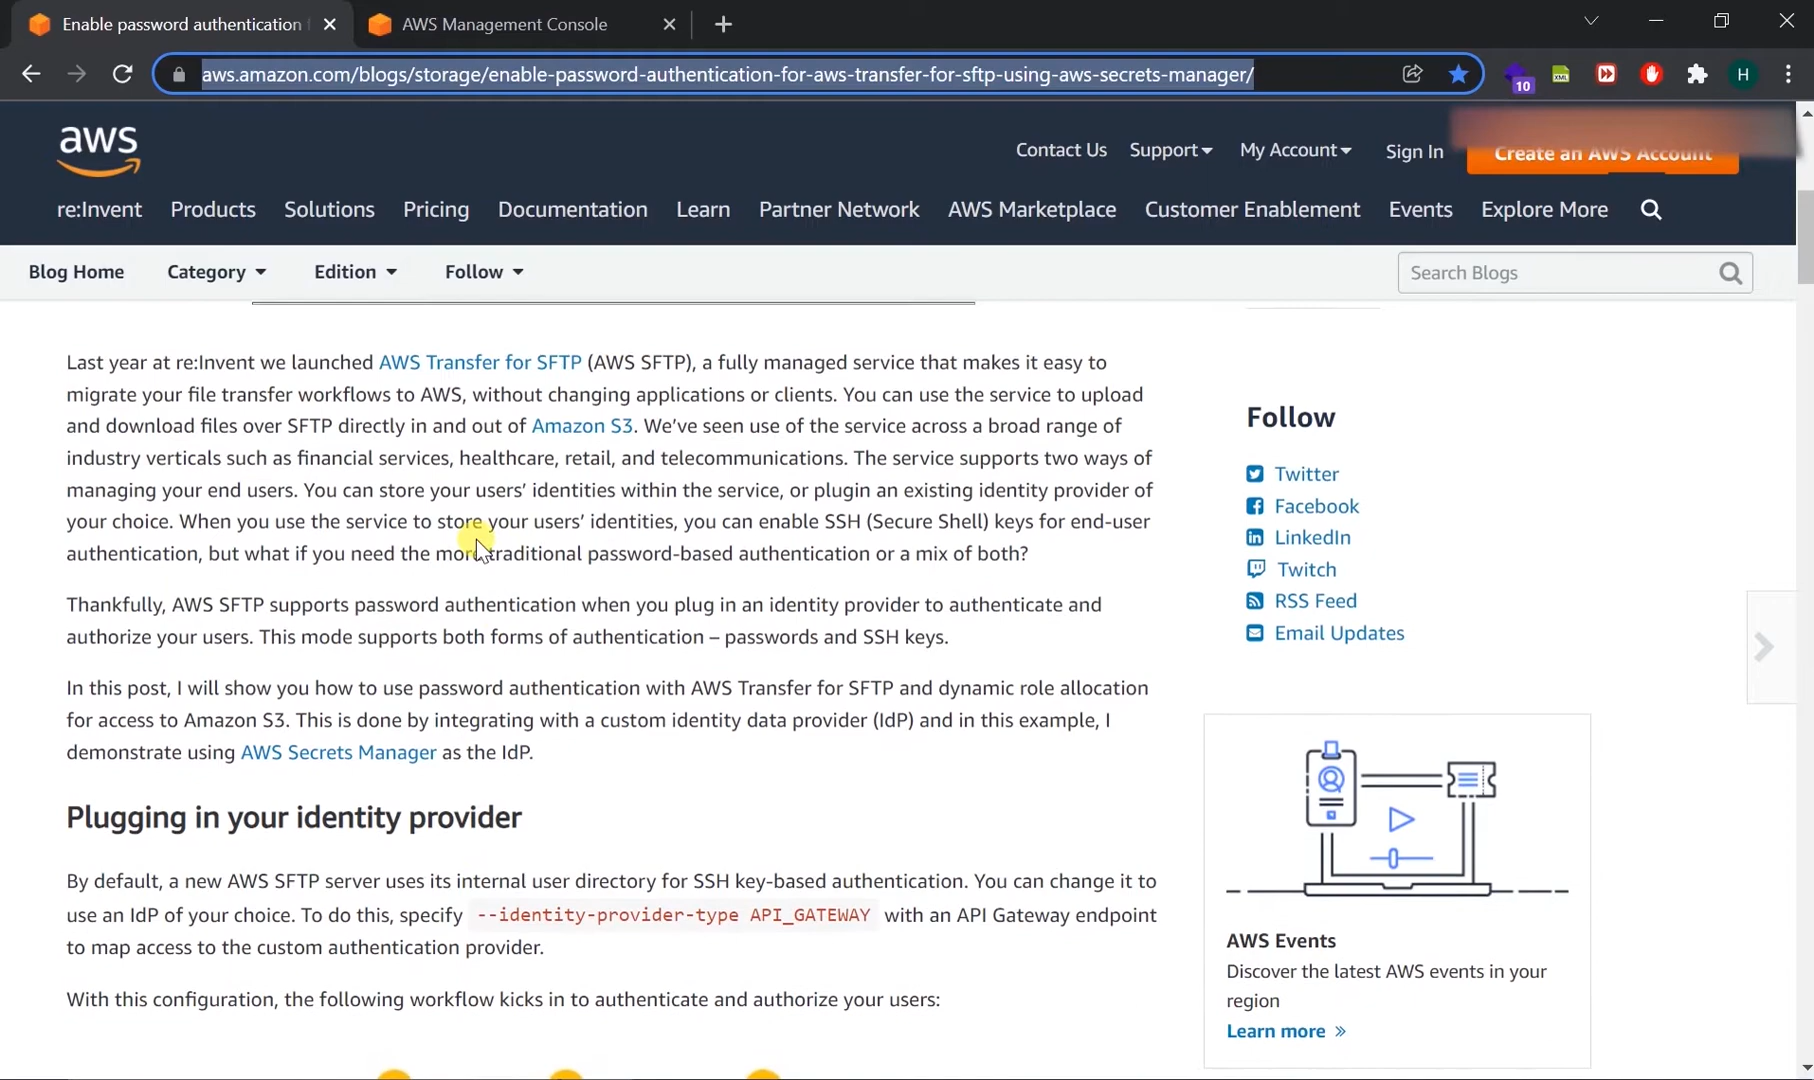 Enable password authentication
AWS Management Console
aws.amazon.com/blogs/storage/enable-password-authentication-for-aws-transfer-for-sftp-using-aws-secrets-manager/
10
H
aws
Contact Us Support My Account Sign In Create an AWS Account
re:Invent Products Solutions Pricing Documentation Learn Partner Network AWS Marketplace Customer Enablement Events Explore More
Blog Home Category Edition Follow Search Blogs
Last year at re:Invent we launched AWS Transfer for SFTP (AWS SFTP), a fully managed service that makes it easy to
migrate your file transfer workflows to AWS, without changing applications or clients. You can use the service to upload
and download files over SFTP directly in and out of Amazon S3. We’ve seen use of the service across a broad range of
industry verticals such as financial services, healthcare, retail, and telecommunications. The service supports two ways of
managing your end users. You can store your users’ identities within the service, or plugin an existing identity provider of
your choice. When you use the service to store your users’ identities, you can enable SSH (Secure Shell) keys for end-user
authentication, but what if you need the more traditional password-based authentication or a mix of both?
Thankfully, AWS SFTP supports password authentication when you plug in an identity provider to authenticate and
authorize your users. This mode supports both forms of authentication – passwords and SSH keys.
In this post, I will show you how to use password authentication with AWS Transfer for SFTP and dynamic role allocation
for access to Amazon S3. This is done by integrating with a custom identity data provider (IdP) and in this example, I
demonstrate using AWS Secrets Manager as the IdP.
Plugging in your identity provider
By default, a new AWS SFTP server uses its internal user directory for SSH key-based authentication. You can change it to
use an IdP of your choice. To do this, specify --identity-provider-type API_GATEWAY with an API Gateway endpoint
to map access to the custom authentication provider.
With this configuration, the following workflow kicks in to authenticate and authorize your users:
Follow
Twitter
Facebook
LinkedIn
Twitch
RSS Feed
Email Updates
AWS Events
Discover the latest AWS events in your
region
Learn more »